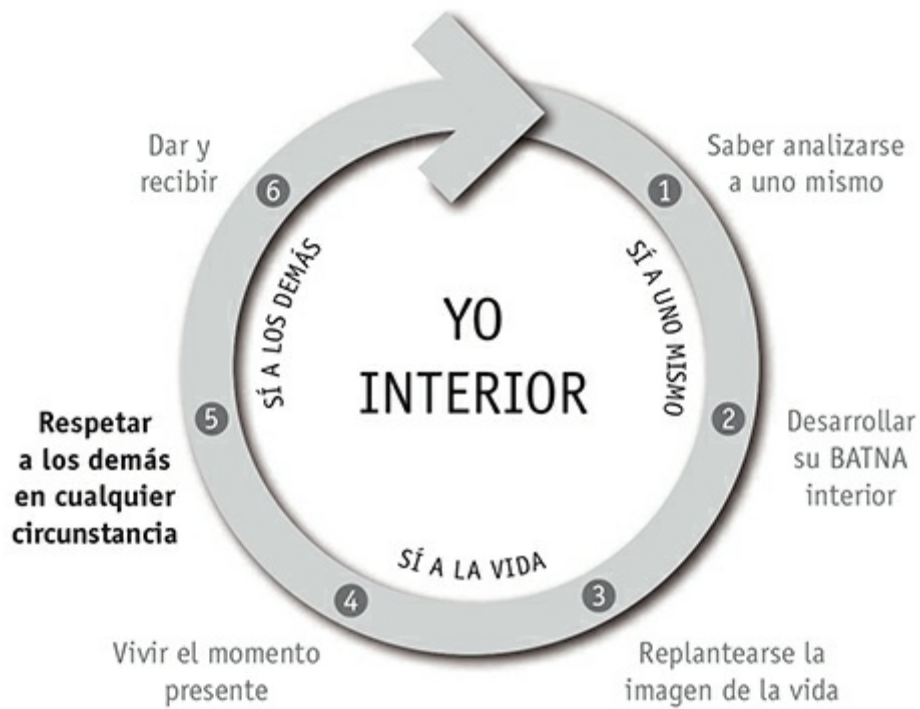 YO
INTERIOR
SÍ A UNO MISMO
SÍ A LA VIDA
SÍ A LOS DEMÁS
1
Saber analizarse
a uno mismo
2
Desarrollar
su BATNA
interior
3
Replantearse la
imagen de la vida
4
Vivir el momento
presente
5
Respetar
a los demás
en cualquier
circunstancia
6
Dar y
recibir